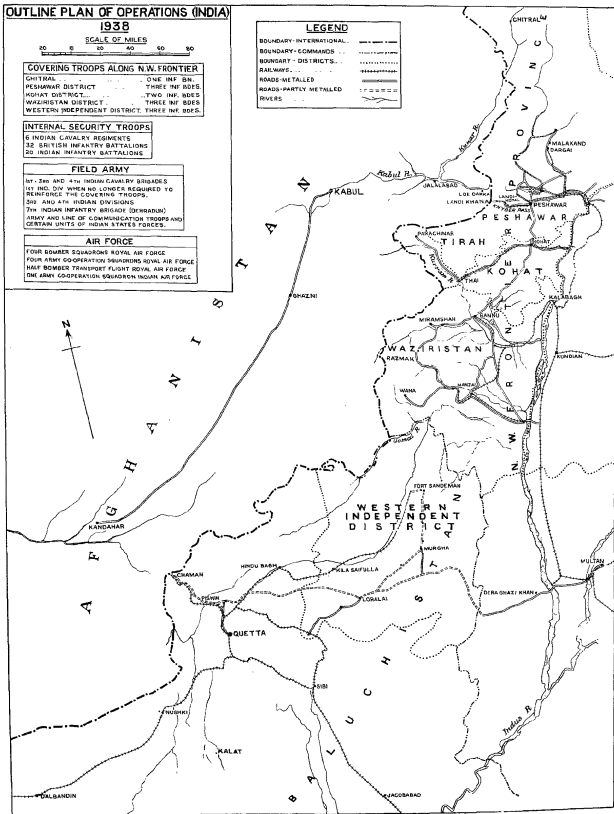 OUTLINE PLAN OF OPERATIONS (INDIA)
1938
SCALE OF MILES
20 0 20 40 60 80
COVERING TROOPS ALONG N.W. FRONTIER
CHITRAL .. .. . ONE INF BN.
PESHAWAR DISTRICT THREE INF BDES.
KOHAT DISTRICT.... .. TWO INF. BDES.
WAZIRISTAN DISTRICT . THREE INF BDES
WESTERN INDEPENDENT DISTRICT. THREE INF. BDES.
INTERNAL SECURITY TROOPS
6 INDIAN CAVALRY REGIMENTS
32 BRITISH INFANTRY BATTALIONS
20 INDIAN INFANTRY BATTALIONS
FIELD ARMY
1ST, 3RD AND 4TH INDIAN CAVALRY BRIGADES
1ST IND. DIV WHEN NO LONGER REQUIRED TO
REINFORCE THE COVERING TROOPS.
3RD AND 4TH INDIAN DIVISIONS
7TH INDIAN INFANTRY BRIGADE (DEHRADUN)
ARMY AND LINE OF COMMUNICATION TROOPS AND
CERTAIN UNITS OF INDIAN STATES FORCES.
AIR FORCE
FOUR BOMBER SQUADRONS ROYAL AIR FORCE
FOUR ARMY CO-OPERATION SQUADRONS ROYAL AIR FORCE
HALF BOMBER TRANSPORT FLIGHT ROYAL AIR FORCE
ONE ARMY CO-OPERATION SQUADRON INDIAN AIR FORCE
LEGEND
BOUNDARY-INTERNATIONAL..
BOUNDARY-COMMANDS ...
BOUNDARY-DISTRICTS...
RAILWAYS....
ROADS-METALLED
ROADS-PARTLY METALLED
RIVERS ..
N
CHITRAL
N.W. FRONTIER PROVINCE
MALAKAND
DARGAI
Kunar R.
Kabul R.
JALALABAD
KABUL
LOE DAKKA
LANDI KHANA
LANDI
KHYBER PASS
PESHAWAR
PESHAWAR
PARACHINAR
TIRAH
Kurram R.
KOHAT
KOHAT
THAL
GHAZNI
KALABAGH
BANNU
MIRAMSHAH
WAZIRISTAN
RAZMAK
KUNDIAN
WANA
MANZAI
Gomal R.
AFGHANISTAN
FORT SANDEMAN
WESTERN
INDEPENDENT
DISTRICT
KANDAHAR
MURGHA
MULTAN
CHAMAN
HINDU BAGH
KILA SAIFULLA
PISHIN
LORALAI
DERA GHAZI KHAN
QUETTA
BALUCHISTAN
SIBI
NUSHKI
Indus R.
KALAT
DALBANDIN
JACOBABAD